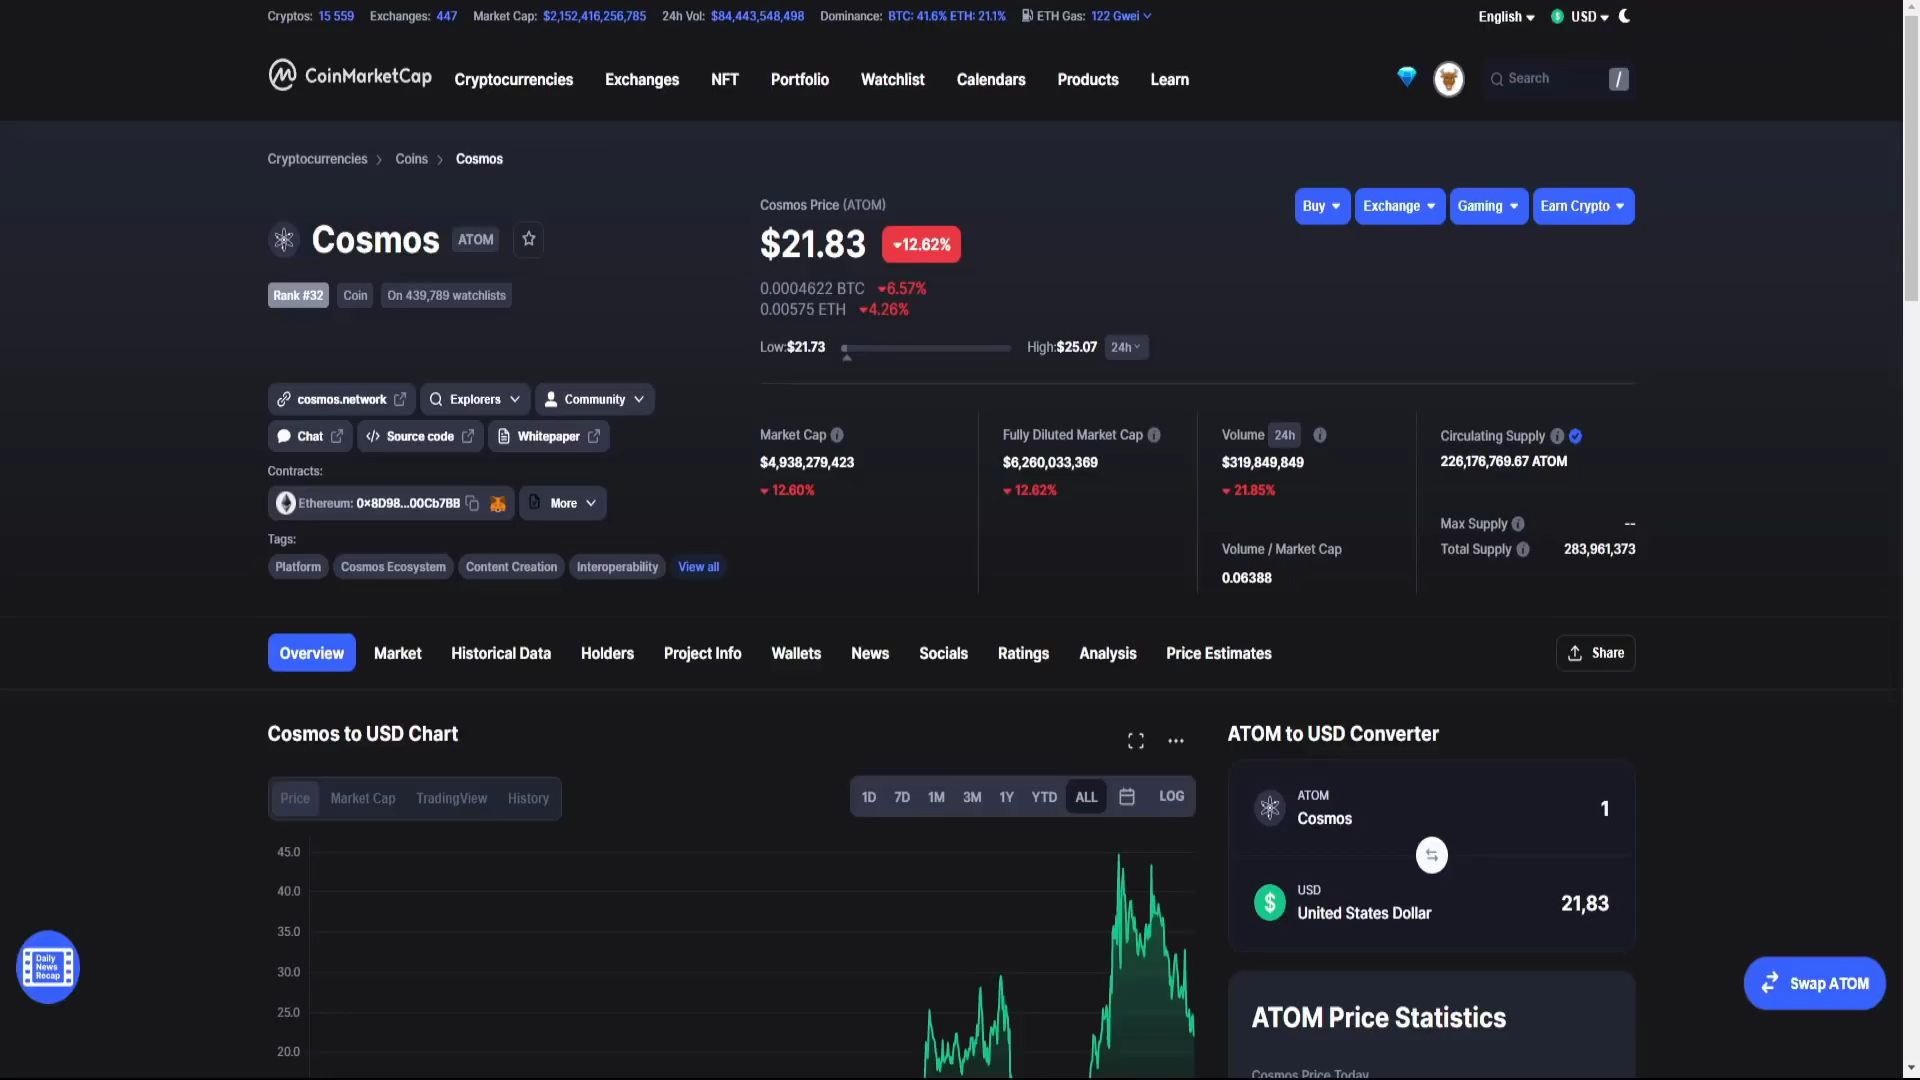 Cryptos: 15 559 Exchanges: 447 Market Cap: $2,152,416,256,785 24h Vol: $84,443,548,498 Dominance: BTC: 41.6% ETH: 21.1% ETH Gas: 122 Gwei
English USD
CoinMarketCap Cryptocurrencies Exchanges NFT Portfolio Watchlist Calendars Products Learn
Search /
Cryptocurrencies Coins Cosmos
Cosmos ATOM
Rank #32 Coin On 439,789 watchlists
Cosmos Price (ATOM)
$21.83 12.62%
0.0004622 BTC 6.57%
0.00575 ETH 4.26%
Low:$21.73 High:$25.07 24h
Buy Exchange Gaming Earn Crypto
cosmos.network Explorers Community
Chat Source code Whitepaper
Contracts:
Ethereum: 0x8D98...00Cb7BB More
Tags:
Platform Cosmos Ecosystem Content Creation Interoperability View all
Market Cap
$4,938,279,423
12.60%
Fully Diluted Market Cap
$6,260,033,369
12.62%
Volume 24h
$319,849,849
21.85%
Volume / Market Cap
0.06388
Circulating Supply
226,176,769.67 ATOM
Max Supply --
Total Supply 283,961,373
Overview Market Historical Data Holders Project Info Wallets News Socials Ratings Analysis Price Estimates
Share
Cosmos to USD Chart
Price Market Cap TradingView History
1D 7D 1M 3M 1Y YTD ALL LOG
45.0
40.0
35.0
30.0
25.0
20.0
ATOM to USD Converter
ATOM
Cosmos 1
USD
United States Dollar 21,83
ATOM Price Statistics
Cosmos Price Today
Daily
News
Recap
Swap ATOM